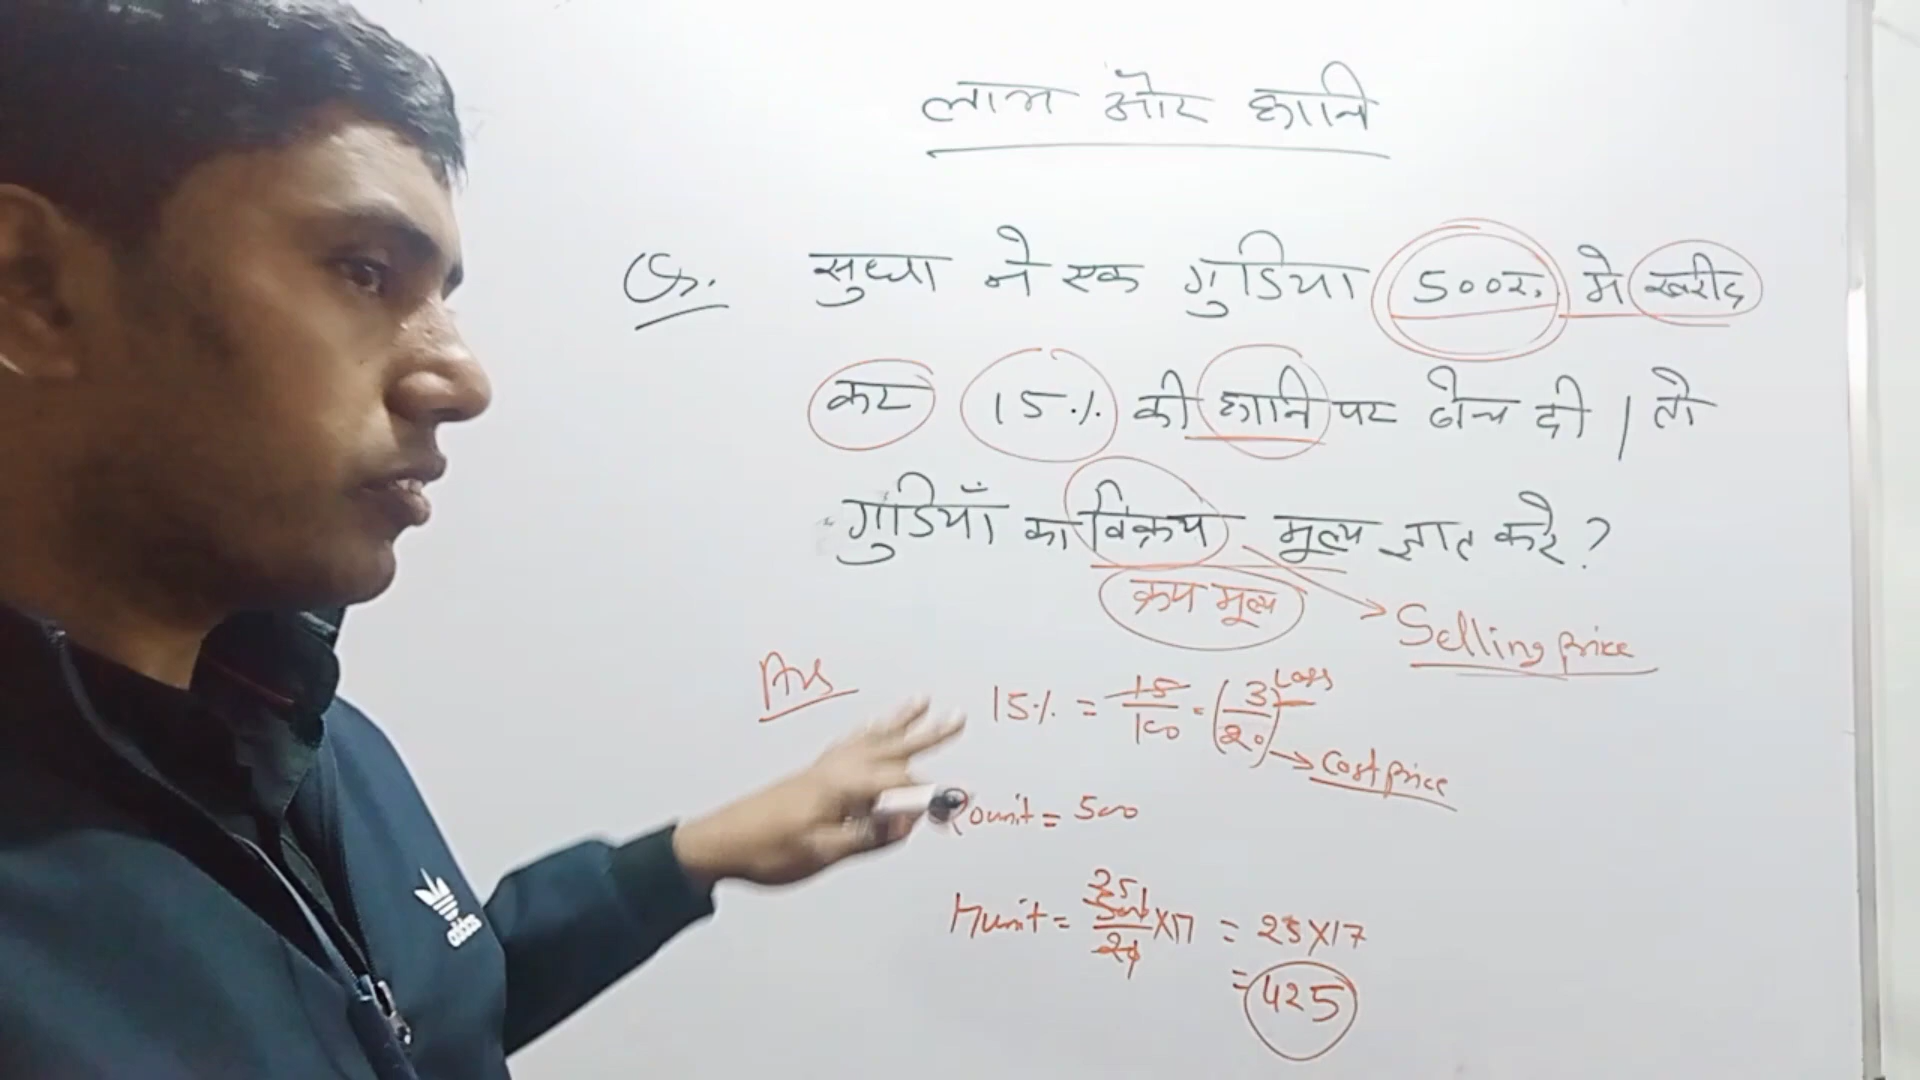 लाभ और हानि
Q. सुधा ने एक गुडिया 500रु. मे खरीद
कर 15% की हानि पर बेच दी | तो
गुडियाँ का विक्रय मूल्य ज्ञात करे ?
क्रय मूल्य
Selling price
Ans 15% = 15/100 = (3/20) Loss
Cost price
20unit = 500
17unit = 500/20 × 17 = 25×17
25
= 425
adidas